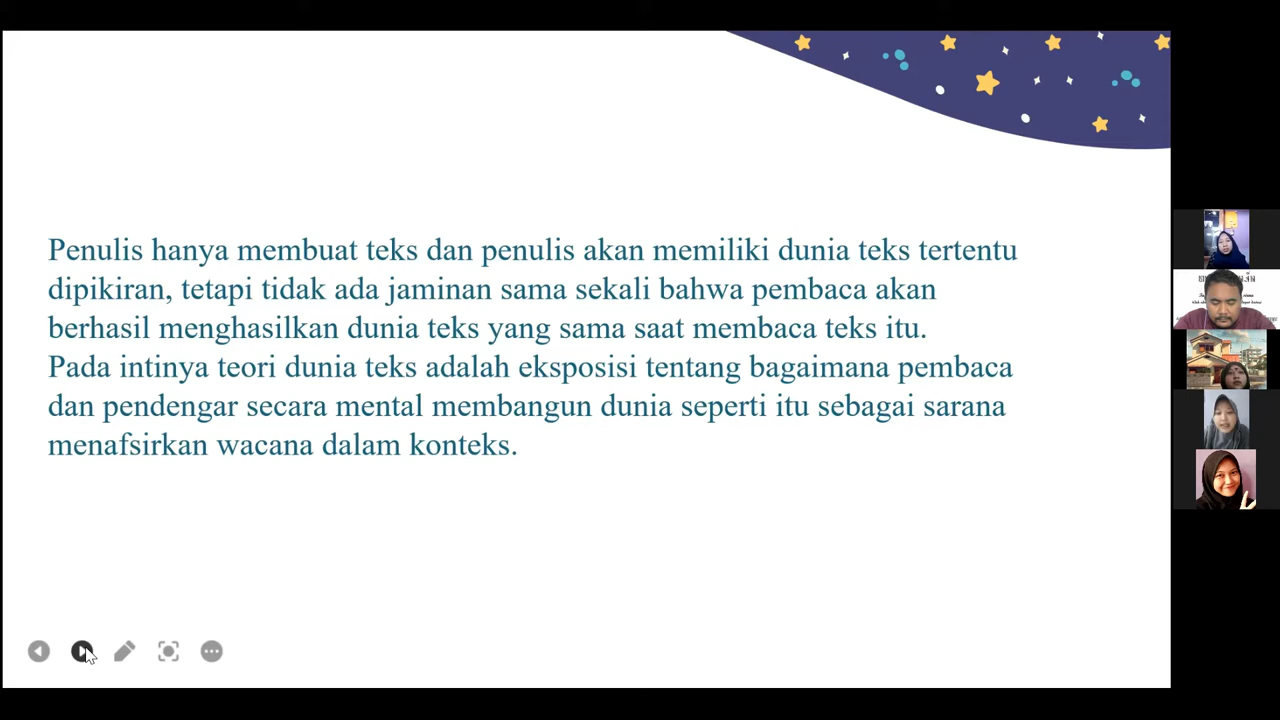 Penulis hanya membuat teks dan penulis akan memiliki dunia teks tertentu
dipikiran, tetapi tidak ada jaminan sama sekali bahwa pembaca akan
berhasil menghasilkan dunia teks yang sama saat membaca teks itu.
Pada intinya teori dunia teks adalah eksposisi tentang bagaimana pembaca
dan pendengar secara mental membangun dunia seperti itu sebagai sarana
menafsirkan wacana dalam konteks.